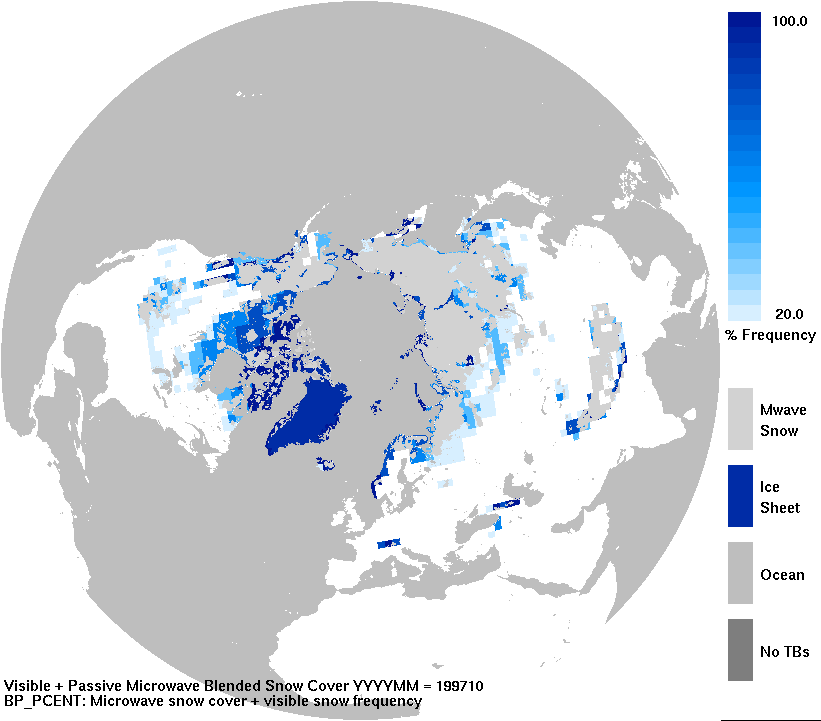 100.0
20.0
% Frequency
Mwave
Snow
Ice
Sheet
Ocean
No TBs
Visible + Passive Microwave Blended Snow Cover YYYYMM = 199710
BP_PCENT: Microwave snow cover + visible snow frequency